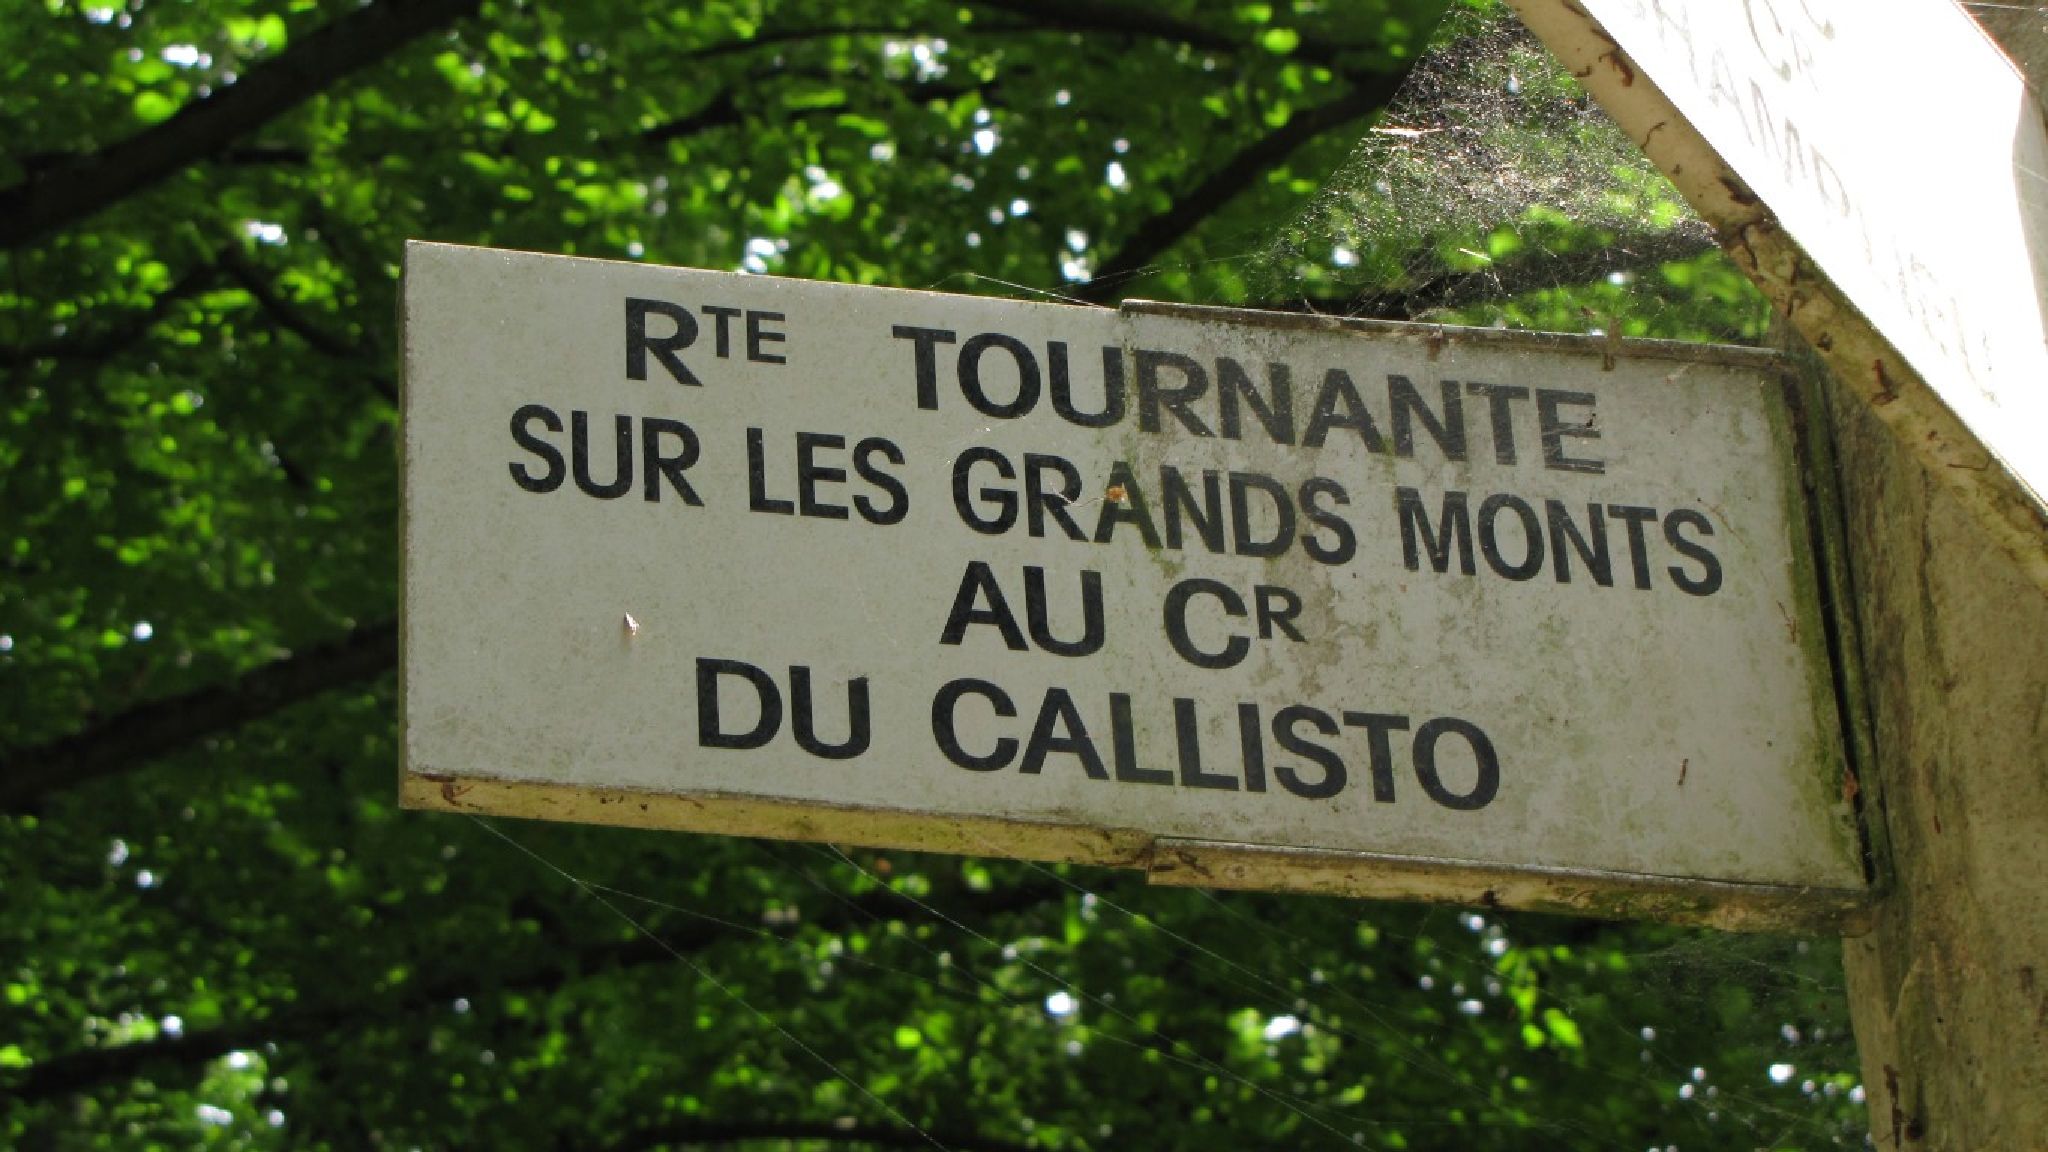 RTE TOURNANTE
SUR LES GRANDS MONTS
AU CR
DU CALLISTO